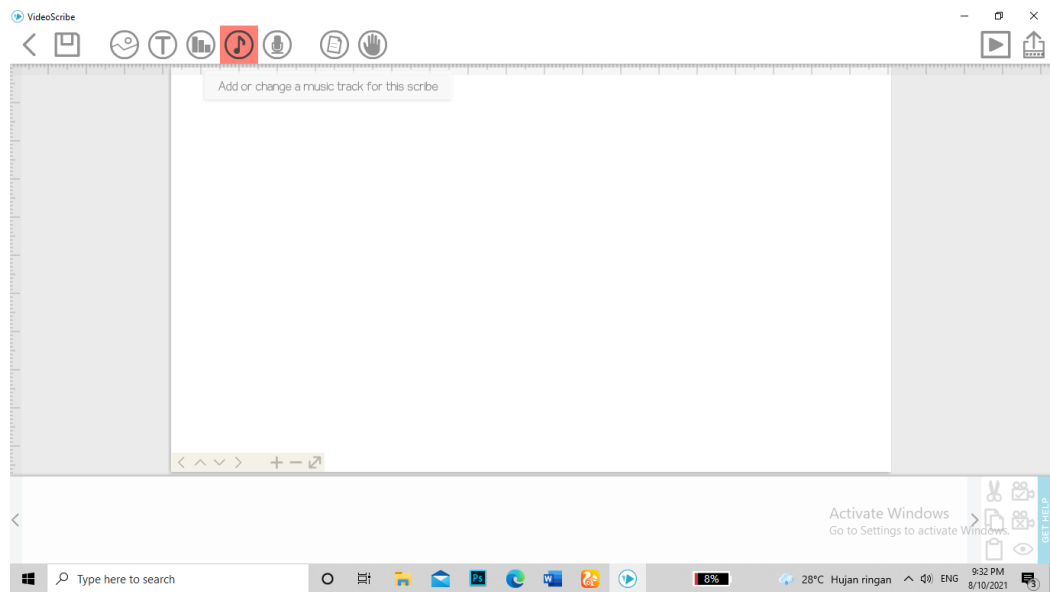 VideoScribe
T
Add or change a music track for this scribe
Activate Windows
Go to Settings to activate Windows.
GET HELP
Type here to search
Ps
W
8%
28°C Hujan ringan
ENG
9:32 PM
8/10/2021
3